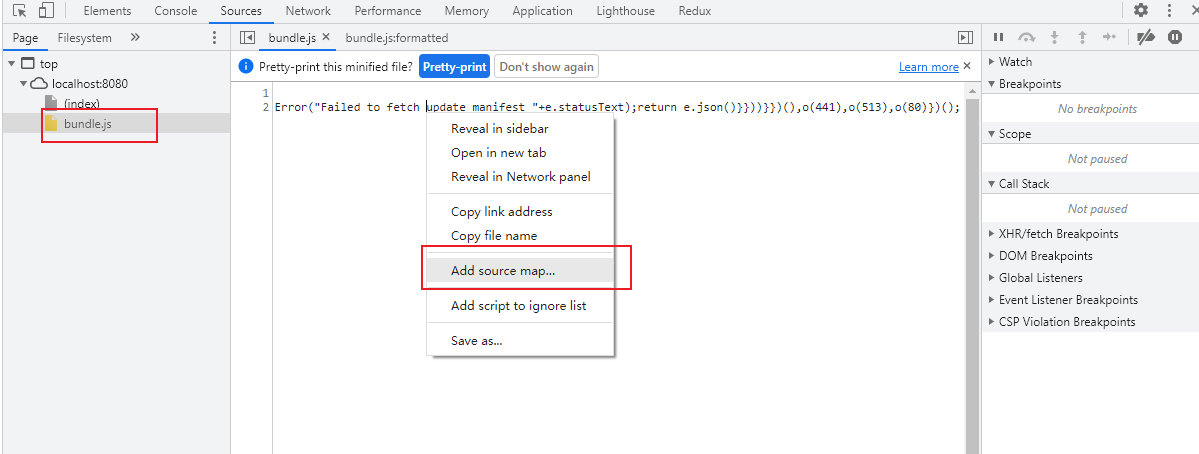 Elements Console Sources Network Performance Memory Application Lighthouse Redux
Page Filesystem »
bundle.js × bundle.js:formatted
top
localhost:8080
(index)
bundle.js
Pretty-print this minified file? Pretty-print Don't show again Learn more ×
1
2 Error("Failed to fetch update manifest "+e.statusText);return e.json()}})))}})(),o(441),o(513),o(80)})();
Reveal in sidebar
Open in new tab
Reveal in Network panel
Copy link address
Copy file name
Add source map...
Add script to ignore list
Save as...
Watch
Breakpoints
No breakpoints
Scope
Not paused
Call Stack
Not paused
XHR/fetch Breakpoints
DOM Breakpoints
Global Listeners
Event Listener Breakpoints
CSP Violation Breakpoints